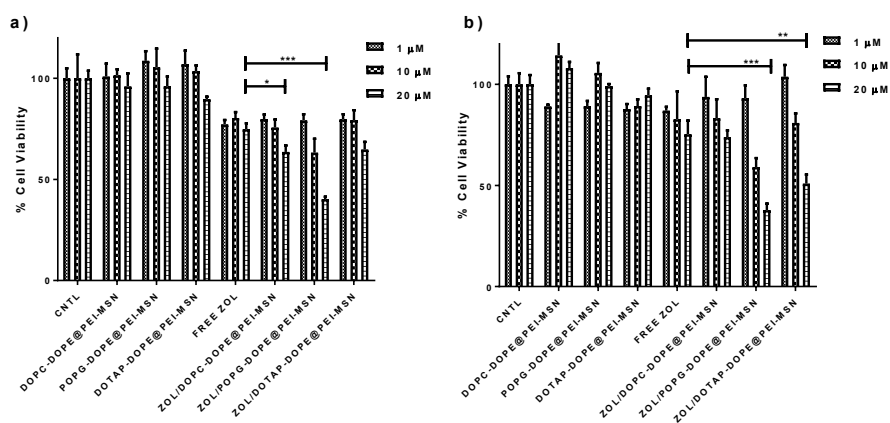 a)
***
*
1 μM
10 μM
20 μM
100
50
0
% Cell Viability
CNTL
DOPC-DOPE@PEI-MSN
POPG-DOPE@PEI-MSN
DOTAP-DOPE@PEI-MSN
FREE ZOL
ZOL/DOPC-DOPE@PEI-MSN
ZOL/POPG-DOPE@PEI-MSN
ZOL/DOTAP-DOPE@PEI-MSN
b)
**
***
1 μM
10 μM
20 μM
100
50
0
% Cell Viability
CNTL
DOPC-DOPE@PEI-MSN
POPG-DOPE@PEI-MSN
DOTAP-DOPE@PEI-MSN
FREE ZOL
ZOL/DOPC-DOPE@PEI-MSN
ZOL/POPG-DOPE@PEI-MSN
ZOL/DOTAP-DOPE@PEI-MSN